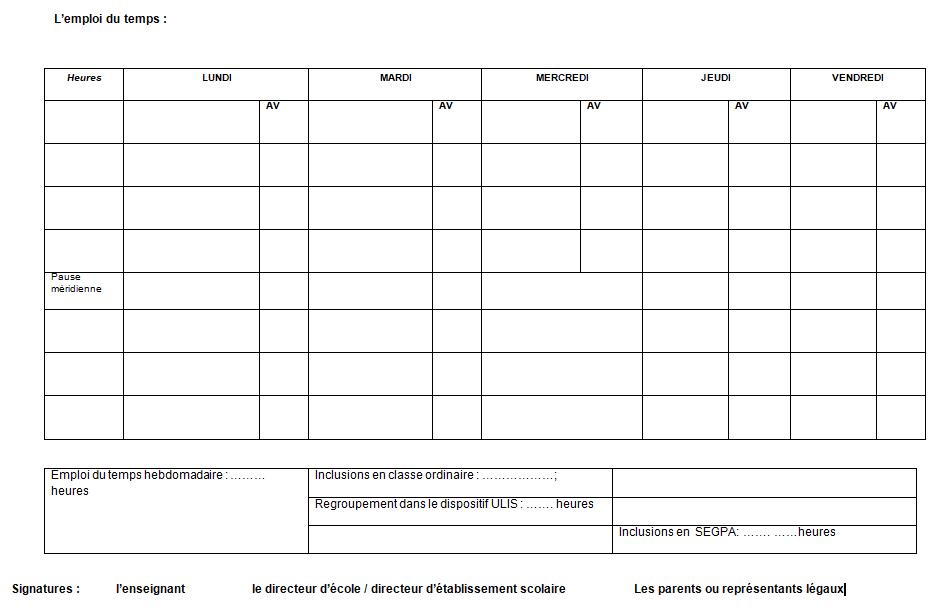 L’emploi du temps :
Heures LUNDI MARDI MERCREDI JEUDI VENDREDI
AV AV AV AV AV
Pause
méridienne
Emploi du temps hebdomadaire : ………
heures
Inclusions en classe ordinaire : ………………;
Regroupement dans le dispositif ULIS : ……. heures
Inclusions en SEGPA: ……. ……heures
Signatures : l’enseignant le directeur d’école / directeur d’établissement scolaire Les parents ou représentants légaux